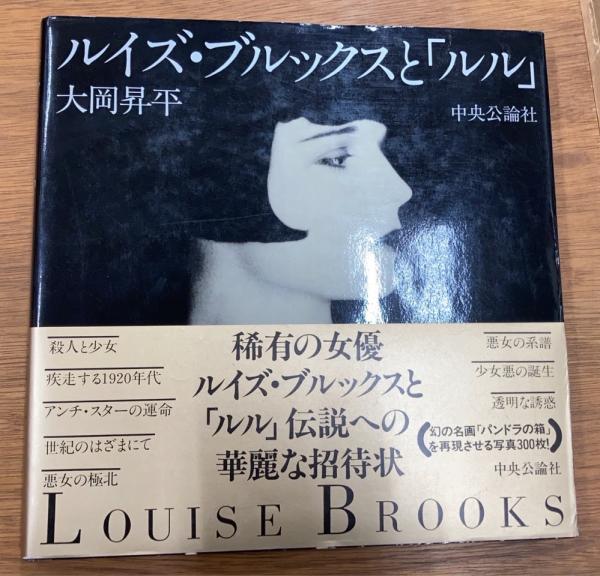 ルイズ・ブルックスと「ルル」
大岡昇平
中央公論社
殺人と少女
疾走する1920年代
アンチ・スターの運命
世紀のはざまにて
悪女の極北
稀有の女優
ルイズ・ブルックスと
「ルル」伝説への
華麗な招待状
悪女の系譜
少女悪の誕生
透明な誘惑
幻の名画「パンドラの箱」
を再現させる写真300枚!
中央公論社
LOUISE BROOKS